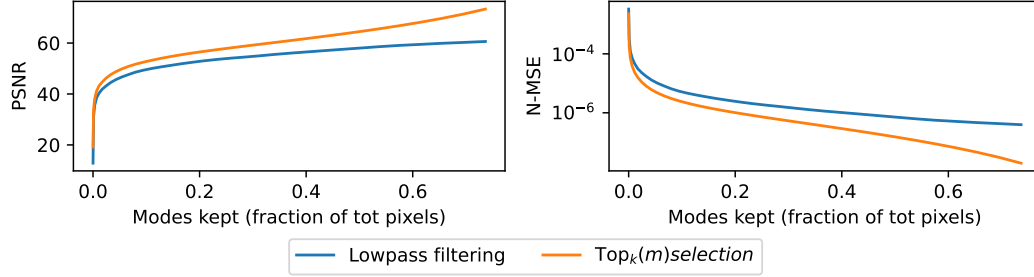 PSNR
60
40
20
0.0 0.2 0.4 0.6
Modes kept (fraction of tot pixels)
N-MSE
10⁻⁴
10⁻⁶
0.0 0.2 0.4 0.6
Modes kept (fraction of tot pixels)
Lowpass filtering Topₖ(m)selection